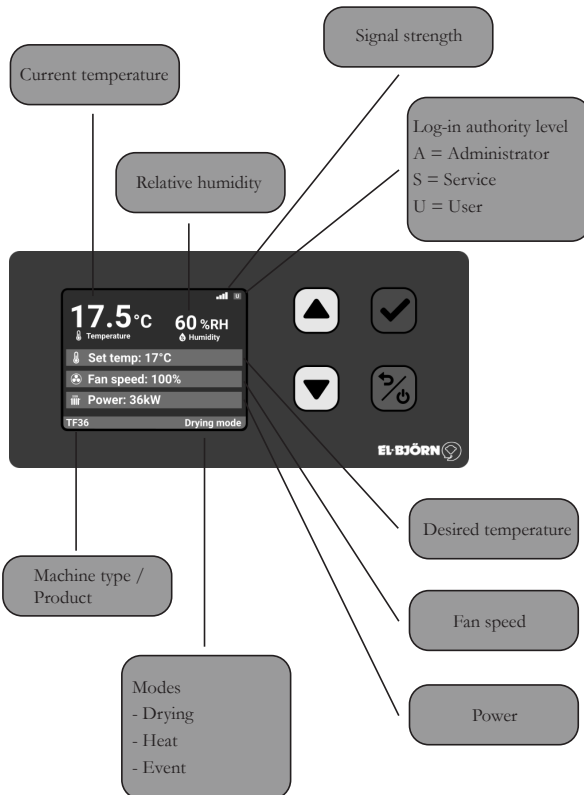 Signal strength
Current temperature
Log-in authority level
A = Administrator
S = Service
U = User
Relative humidity
U
17.5°C
Temperature
60 %RH
Humidity
Set temp: 17°C
Fan speed: 100%
Power: 36kW
TF36
Drying mode
EL·BJÖRN
Desired temperature
Machine type /
Product
Fan speed
Modes
- Drying
- Heat
- Event
Power